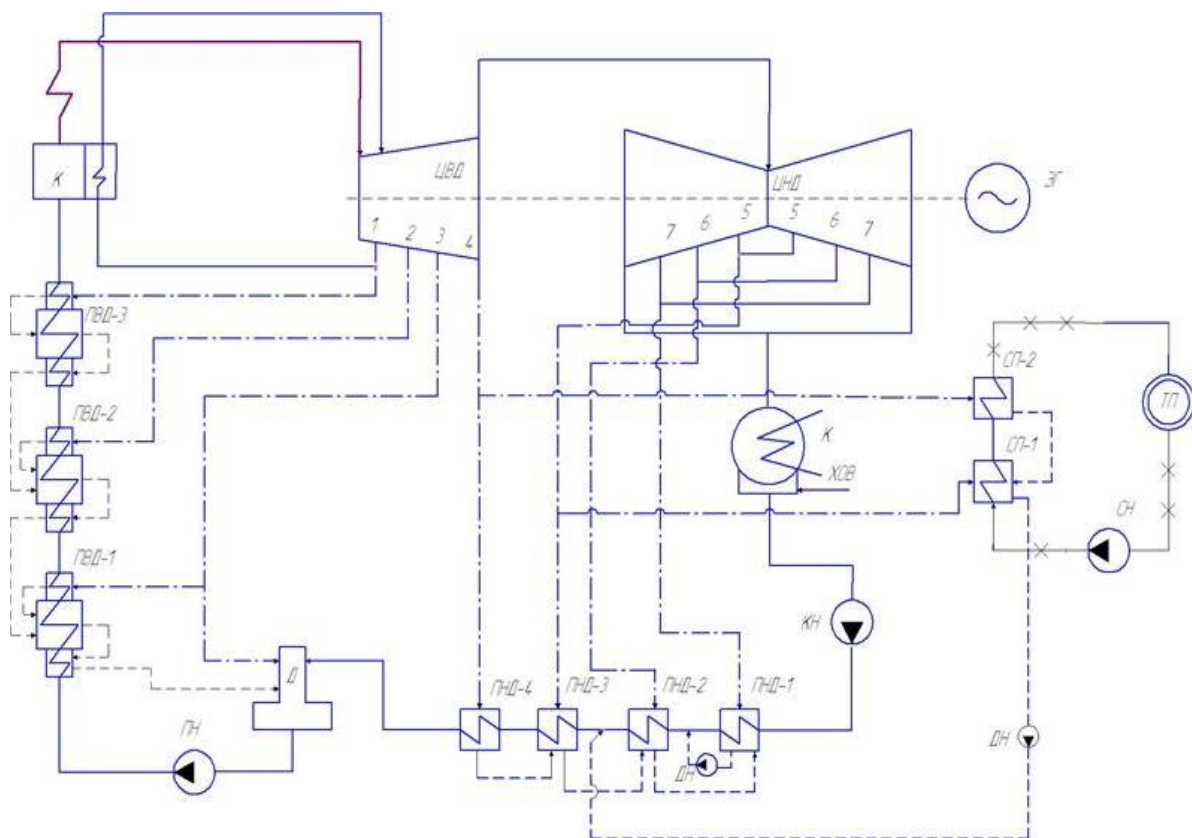 К
ЦВД
1
2
3
4
ЦНД
7
6
5
5
6
7
ЭГ
ПВД-3
ПВД-2
ПВД-1
СП-2
СП-1
ТП
СН
К
ХОВ
КН
Д
ПН
ПНД-4
ПНД-3
ПНД-2
ПНД-1
ДН
ДН